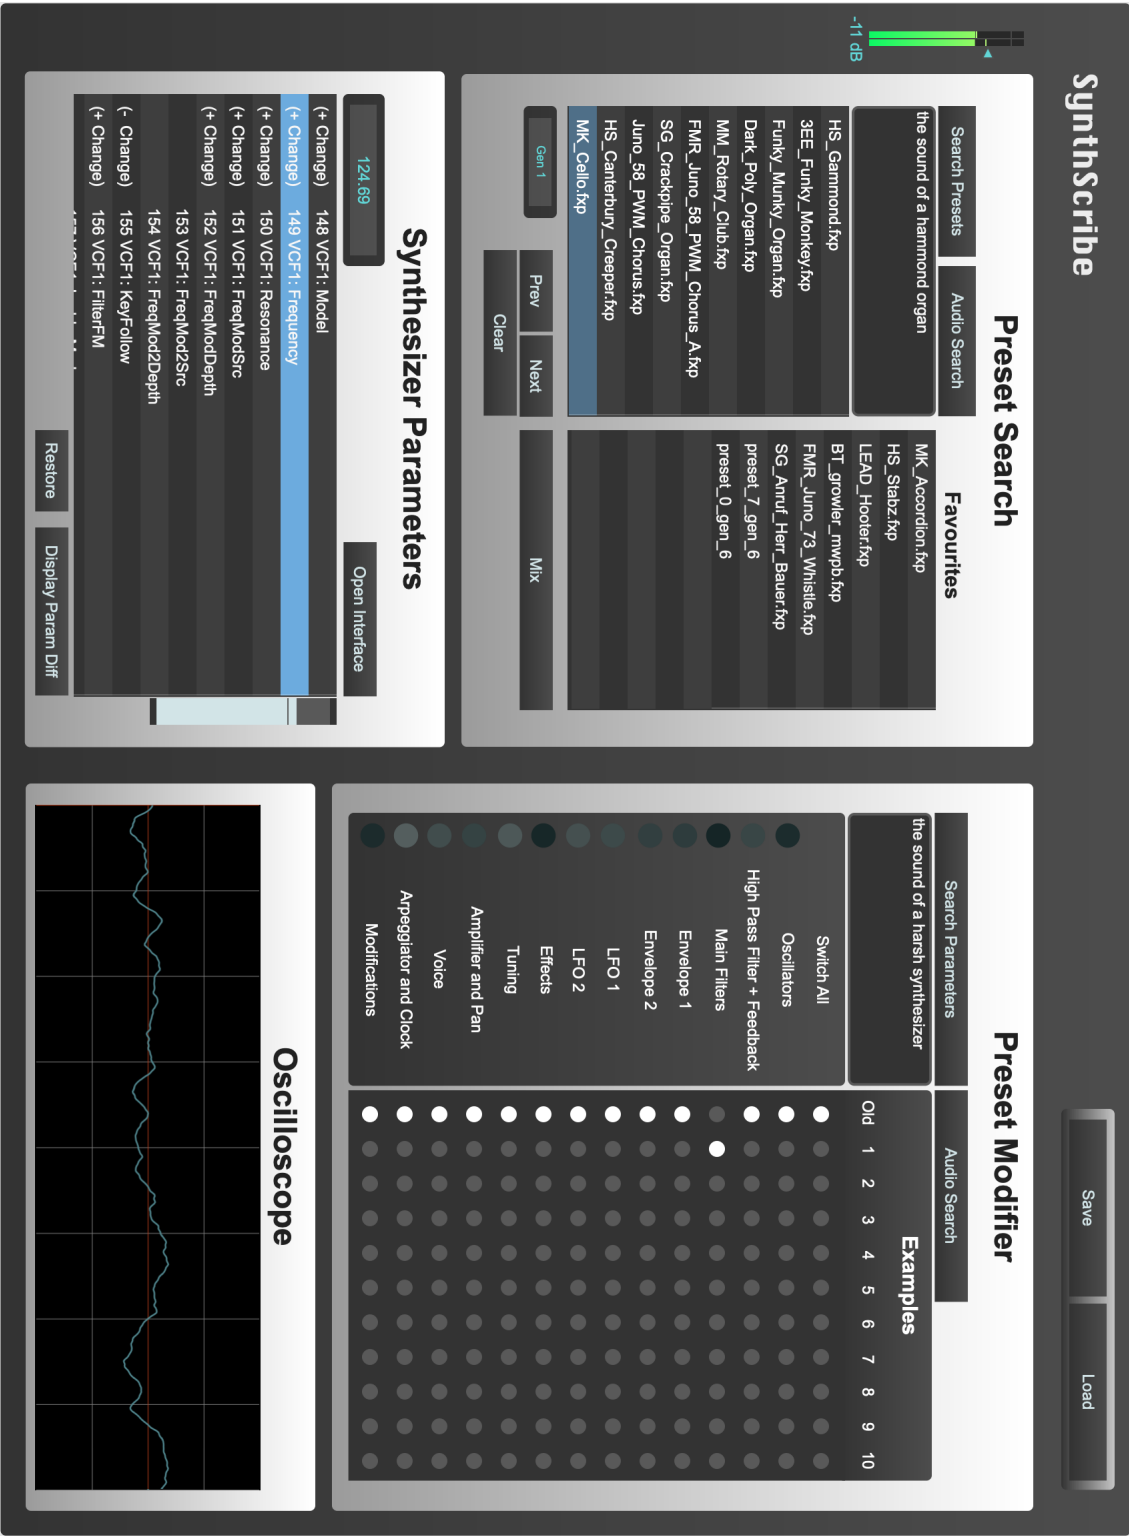 SynthScribe
-11 dB
Save
Load
Preset Search
Search Presets
Audio Search
the sound of a hammond organ
HS_Gammond.fxp
3EE_Funky_Monkey.fxp
Funky_Munky_Organ.fxp
Dark_Poly_Organ.fxp
MM_Rotary_Club.fxp
FMR_Juno_58_PWM_Chorus_A.fxp
SG_Crackpipe_Organ.fxp
Juno_58_PWM_Chorus.fxp
HS_Canterbury_Creeper.fxp
MK_Cello.fxp
Gen 1
Prev
Next
Clear
Favourites
MK_Accordion.fxp
HS_Stabz.fxp
LEAD_Hooter.fxp
BT_growler_mwpb.fxp
FMR_Juno_73_Whistle.fxp
SG_Anruf_Herr_Bauer.fxp
preset_7_gen_6
preset_0_gen_6
Mix
Preset Modifier
Search Parameters
Audio Search
the sound of a harsh synthesizer
Examples
Old 1 2 3 4 5 6 7 8 9 10
Switch All
Oscillators
High Pass Filter + Feedback
Main Filters
Envelope 1
Envelope 2
LFO 1
LFO 2
Effects
Tuning
Amplifier and Pan
Voice
Arpeggiator and Clock
Modifications
Synthesizer Parameters
124.69
Open Interface
(+ Change) 148 VCF1: Model
(+ Change) 149 VCF1: Frequency
(+ Change) 150 VCF1: Resonance
(+ Change) 151 VCF1: FreqModSrc
(+ Change) 152 VCF1: FreqModDepth
153 VCF1: FreqMod2Src
154 VCF1: FreqMod2Depth
(- Change) 155 VCF1: KeyFollow
(+ Change) 156 VCF1: FilterFM
Restore
Display Param Diff
Oscilloscope